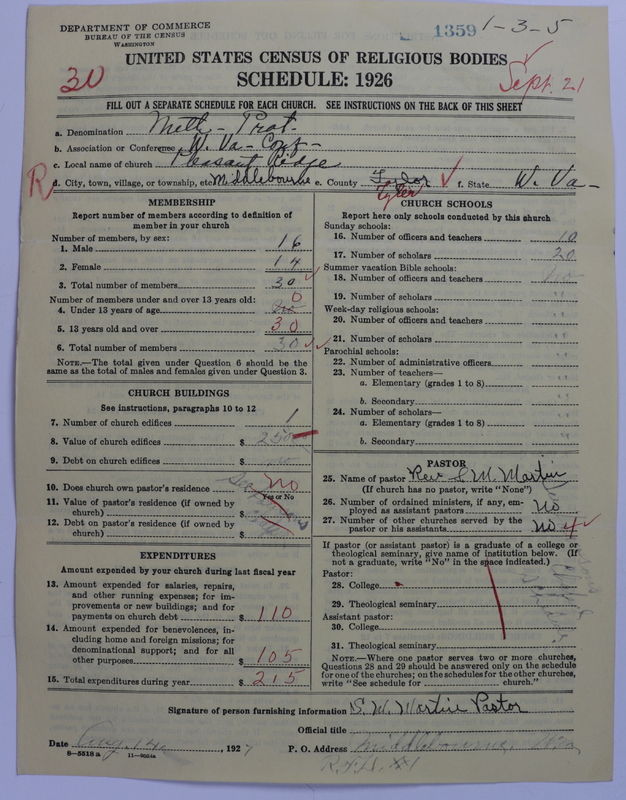 DEPARTMENT OF COMMERCE
BUREAU OF THE CENSUS
WASHINGTON
1359 1-3-5
UNITED STATES CENSUS OF RELIGIOUS BODIES
SCHEDULE: 1926
30
Sept. 21
FILL OUT A SEPARATE SCHEDULE FOR EACH CHURCH. SEE INSTRUCTIONS ON THE BACK OF THIS SHEET
a. Denomination Meth- Prot-
b. Association or Conference W. Va- Conf-
c. Local name of church Pleasant Ridge
R d. City, town, village, or township, etc. Middlebourne e. County Tyler f. State W. Va-
MEMBERSHIP
Report number of members according to definition of
member in your church
Number of members, by sex:
1. Male 16
2. Female 14
3. Total number of members 30
Number of members under and over 13 years old:
4. Under 13 years of age 0
5. 13 years old and over 30
6. Total number of members 30
NOTE.—The total given under Question 6 should be
same as the total of males and females given under Question 3.
CHURCH BUILDINGS
See instructions, paragraphs 10 to 12
7. Number of church edifices 1
8. Value of church edifices $
9. Debt on church edifices $
10. Does church own pastor's residence No
Yes or No
11. Value of pastor's residence (if owned by
church) $
12. Debt on pastor's residence (if owned by
church) $
EXPENDITURES
Amount expended by your church during last fiscal year
13. Amount expended for salaries, repairs,
and other running expenses; for im-
provements or new buildings; and for
payments on church debt $ 110
14. Amount expended for benevolences, in-
cluding home and foreign missions; for
denominational support; and for all
other purposes $ 105
15. Total expenditures during year $ 215
CHURCH SCHOOLS
Report here only schools conducted by this church
Sunday schools:
16. Number of officers and teachers 10
17. Number of scholars 20
Summer vacation Bible schools:
18. Number of officers and teachers No
19. Number of scholars "
Week-day religious schools:
20. Number of officers and teachers "
21. Number of scholars "
Parochial schools:
22. Number of administrative officers "
23. Number of teachers—
a. Elementary (grades 1 to 8) "
b. Secondary "
24. Number of scholars—
a. Elementary (grades 1 to 8) "
b. Secondary "
PASTOR
25. Name of pastor Rev S. W. Martin
(If church has no pastor, write "None")
26. Number of ordained ministers, if any, em-
ployed as assistant pastors No
27. Number of other churches served by the
pastor or his assistants No 4
If pastor (or assistant pastor) is a graduate of a college or
theological seminary, give name of institution below. (If
not a graduate, write "No" in the space indicated.)
Pastor:
28. College
29. Theological seminary
Assistant pastor:
30. College
31. Theological seminary
NOTE.—Where one pastor serves two or more churches,
Questions 28 and 29 should be answered only on the schedule
for one of the churches; on the schedules for the other churches,
write "See schedule for church."
Signature of person furnishing information S. W. Martin Pastor
Official title
Date Aug. 14, 1927 P. O. Address Middlebourne, W Va
8-5518 a 11-9054a R.F.D. #1